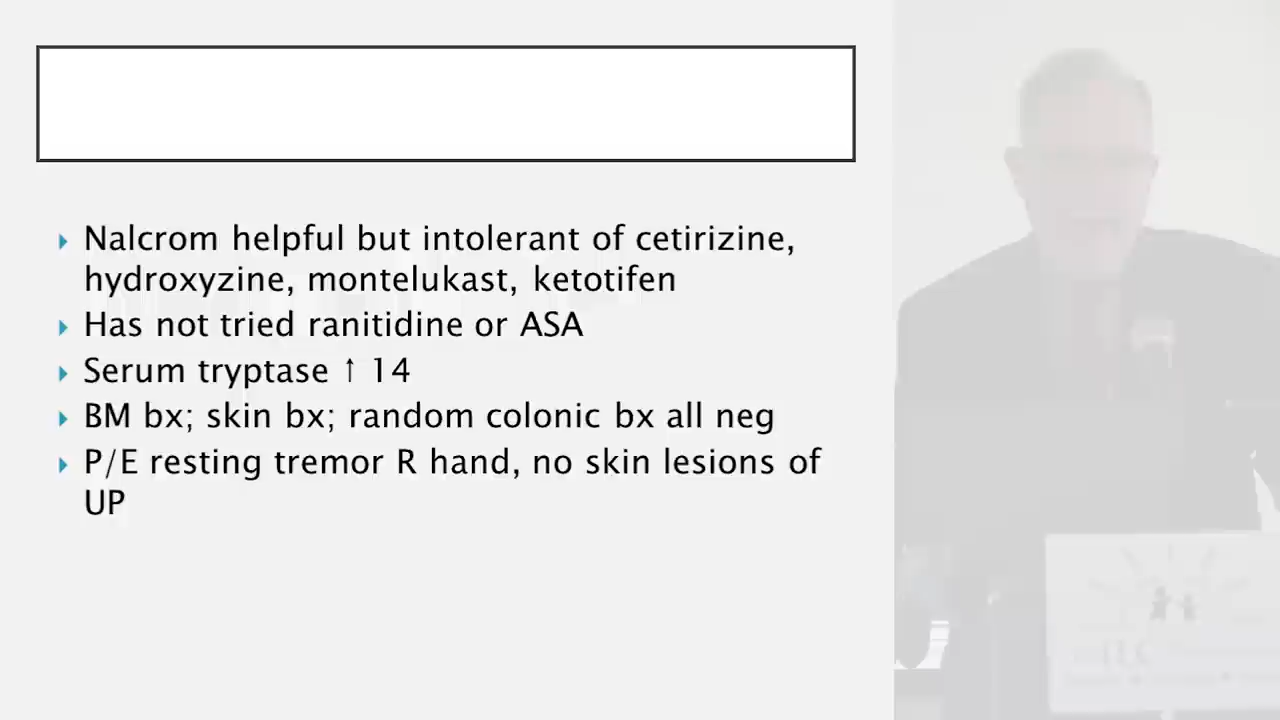 Nalcrom helpful but intolerant of cetirizine,
hydroxyzine, montelukast, ketotifen
Has not tried ranitidine or ASA
Serum tryptase ↑ 14
BM bx; skin bx; random colonic bx all neg
P/E resting tremor R hand, no skin lesions of
UP